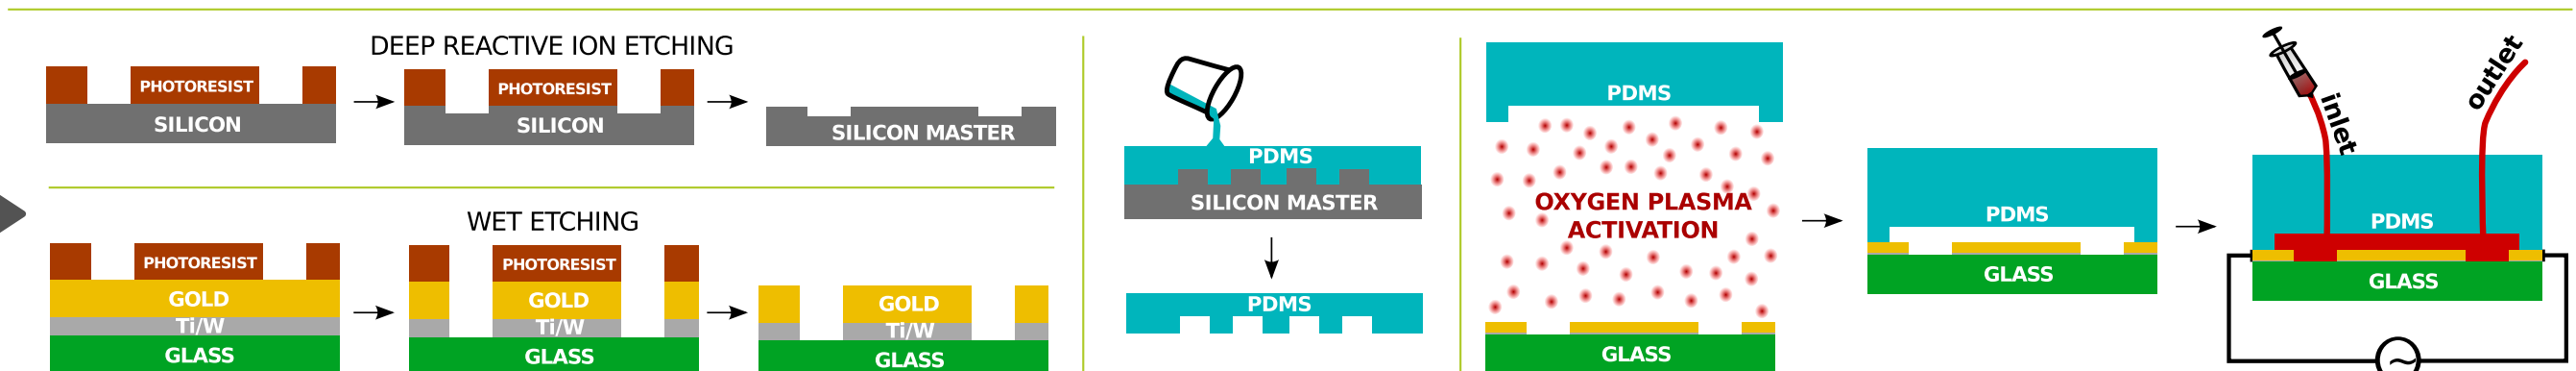 DEEP REACTIVE ION ETCHING
PHOTORESIST
SILICON
PHOTORESIST
SILICON
SILICON MASTER
WET ETCHING
PHOTORESIST
GOLD
Ti/W
GLASS
PHOTORESIST
GOLD
Ti/W
GLASS
GOLD
Ti/W
GLASS
PDMS
SILICON MASTER
PDMS
PDMS
OXYGEN PLASMA
ACTIVATION
GLASS
PDMS
GLASS
inlet
outlet
PDMS
GLASS
~